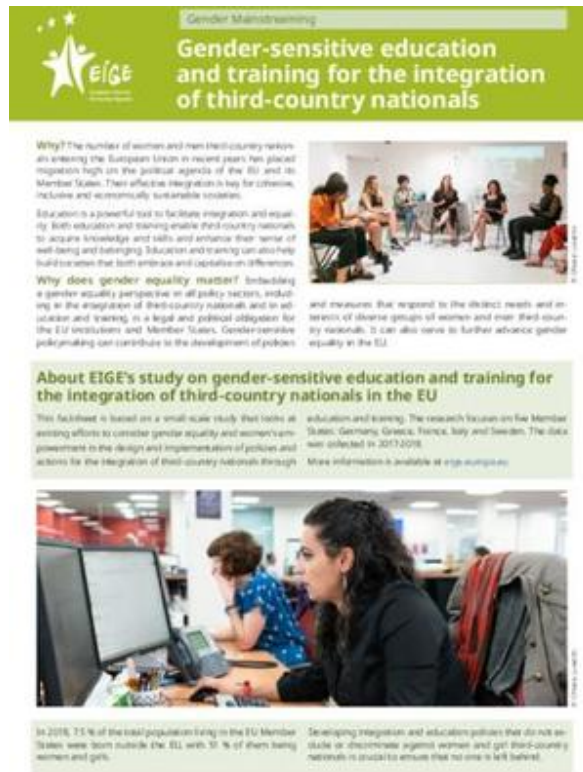 Gender Mainstreaming
EIGE
Gender-sensitive education
and training for the integration
of third-country nationals
Why? The number of women and men third-country nation-
als entering the European Union in recent years has placed
migration high on the political agenda of the EU and its
Member States. Their effective integration is key for cohesive,
inclusive and economically sustainable societies.
Education is a powerful tool to facilitate integration and equal-
ity. Both education and training enable third-country nationals
to acquire knowledge and skills and enhance their sense of
well-being and belonging. Education and training can also help
build societies that both embrace and capitalise on differences.
Why does gender equality matter? Embedding
a gender equality perspective in all policy sectors, includ-
ing in the integration of third-country nationals and in ed-
ucation and training, is a legal and political obligation for
the EU institutions and Member States. Gender-sensitive
policymaking can contribute to the development of policies
and measures that respond to the distinct needs and in-
terests of diverse groups of women and men third-coun-
try nationals. It can also serve to further advance gender
equality in the EU.
About EIGE's study on gender-sensitive education and training for
the integration of third-country nationals in the EU
This factsheet is based on a small-scale study that looks at
existing efforts to consider gender equality and women's em-
powerment in the design and implementation of policies and
actions for the integration of third-country nationals through
education and training. The research focuses on five Member
States: Germany, Greece, France, Italy and Sweden. The data
was collected in 2017-2018.
More information is available at eige.europa.eu
In 2018, 7.5 % of the total population living in the EU Member
States were born outside the EU, with 51 % of them being
women and girls.
Developing integration and education policies that do not ex-
clude or discriminate against women and girl third-country
nationals is crucial to ensure that no one is left behind.